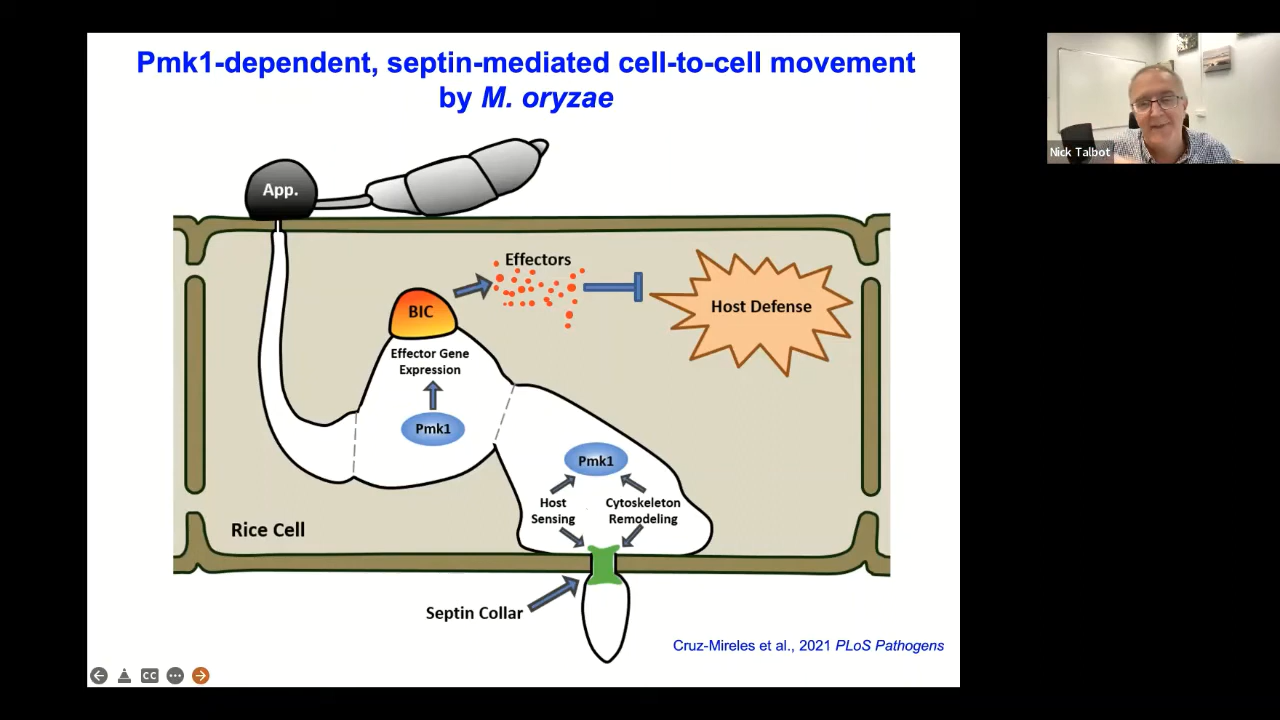 Pmk1-dependent, septin-mediated cell-to-cell movement
by M. oryzae
Nick Talbot
App.
Effectors
BIC
Host Defense
Effector Gene
Expression
Pmk1
Pmk1
Host
Sensing
Cytoskeleton
Remodeling
Rice Cell
Septin Collar
Cruz-Mireles et al., 2021 PLoS Pathogens
CC